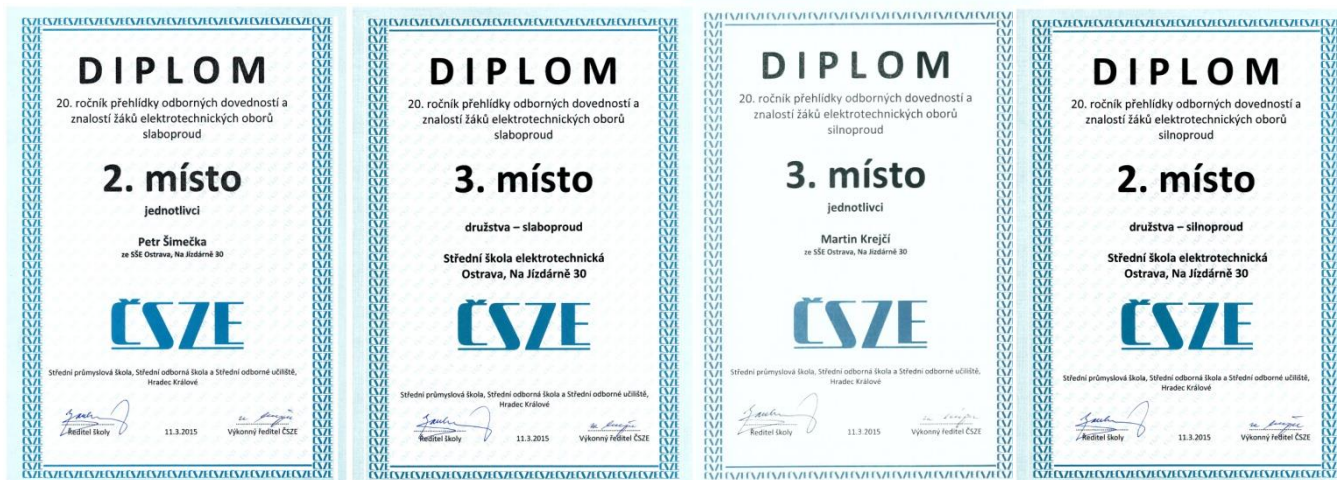 DIPLOM
20. ročník přehlídky odborných dovedností a
znalostí žáků elektrotechnických oborů
slaboproud
2. místo
jednotlivci
Petr Šimečka
ze SŠE Ostrava, Na Jízdárně 30
ČSZE
Střední průmyslová škola, Střední odborná škola a Střední odborné učiliště,
Hradec Králové
Ředitel školy
11.3.2015
Výkonný ředitel ČSZE
DIPLOM
20. ročník přehlídky odborných dovedností a
znalostí žáků elektrotechnických oborů
slaboproud
3. místo
družstva – slaboproud
Střední škola elektrotechnická
Ostrava, Na Jízdárně 30
ČSZE
Střední průmyslová škola, Střední odborná škola a Střední odborné učiliště,
Hradec Králové
Ředitel školy
11.3.2015
Výkonný ředitel ČSZE
DIPLOM
20. ročník přehlídky odborných dovedností a
znalostí žáků elektrotechnických oborů
silnoproud
3. místo
jednotlivci
Martin Krejčí
ze SŠE Ostrava, Na Jízdárně 30
ČSZE
Střední průmyslová škola, Střední odborná škola a Střední odborné učiliště,
Hradec Králové
Ředitel školy
11.3.2015
Výkonný ředitel ČSZE
DIPLOM
20. ročník přehlídky odborných dovedností a
znalostí žáků elektrotechnických oborů
silnoproud
2. místo
družstva – silnoproud
Střední škola elektrotechnická
Ostrava, Na Jízdárně 30
ČSZE
Střední průmyslová škola, Střední odborná škola a Střední odborné učiliště,
Hradec Králové
Ředitel školy
11.3.2015
Výkonný ředitel ČSZE